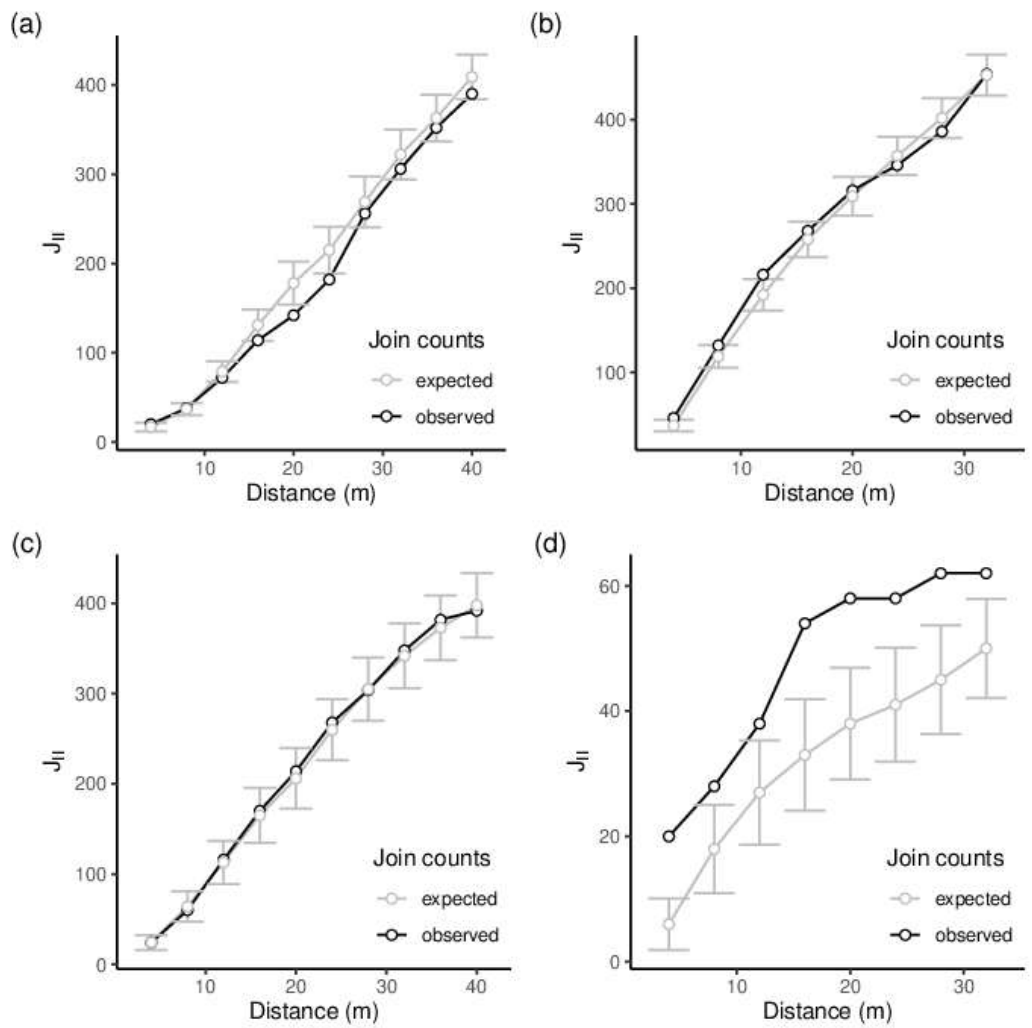 (a)
400
300
200
100
0
J_II
Join counts
expected
observed
10 20 30 40
Distance (m)
(b)
400
300
200
100
J_II
Join counts
expected
observed
10 20 30
Distance (m)
(c)
400
300
200
100
0
J_II
Join counts
expected
observed
10 20 30 40
Distance (m)
(d)
60
40
20
0
J_II
Join counts
expected
observed
10 20 30
Distance (m)